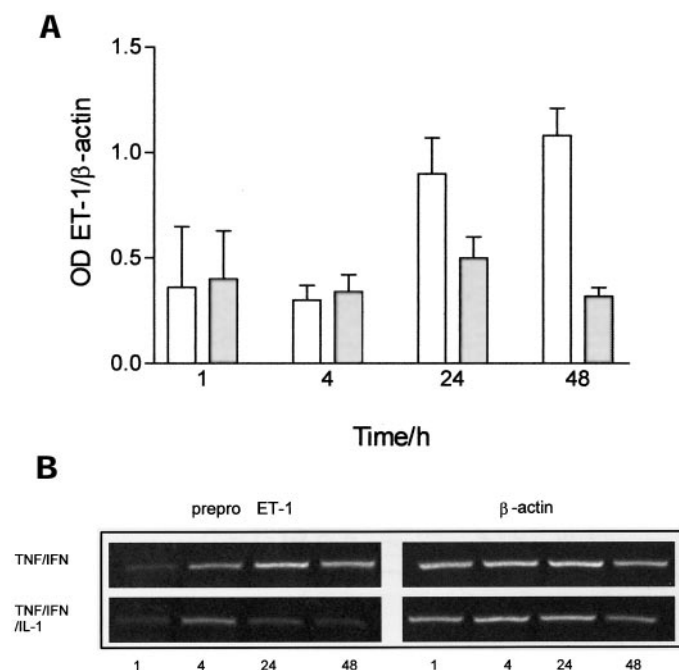 A
1.5
1.0
0.5
0.0
OD ET-1/β-actin
1 4 24 48
Time/h
B
prepro ET-1 β-actin
TNF/IFN
TNF/IFN
/IL-1
1 4 24 48 1 4 24 48